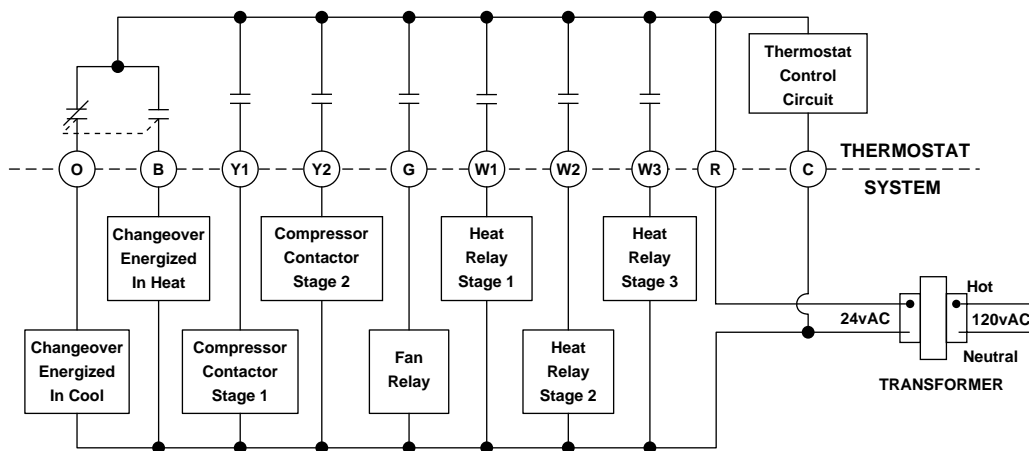 Thermostat
Control
Circuit
O
B
Y1
Y2
G
W1
W2
W3
R
C
THERMOSTAT
SYSTEM
Changeover
Energized
In Heat
Compressor
Contactor
Stage 2
Heat
Relay
Stage 1
Heat
Relay
Stage 3
Changeover
Energized
In Cool
Compressor
Contactor
Stage 1
Fan
Relay
Heat
Relay
Stage 2
Hot
24vAC
120vAC
Neutral
TRANSFORMER